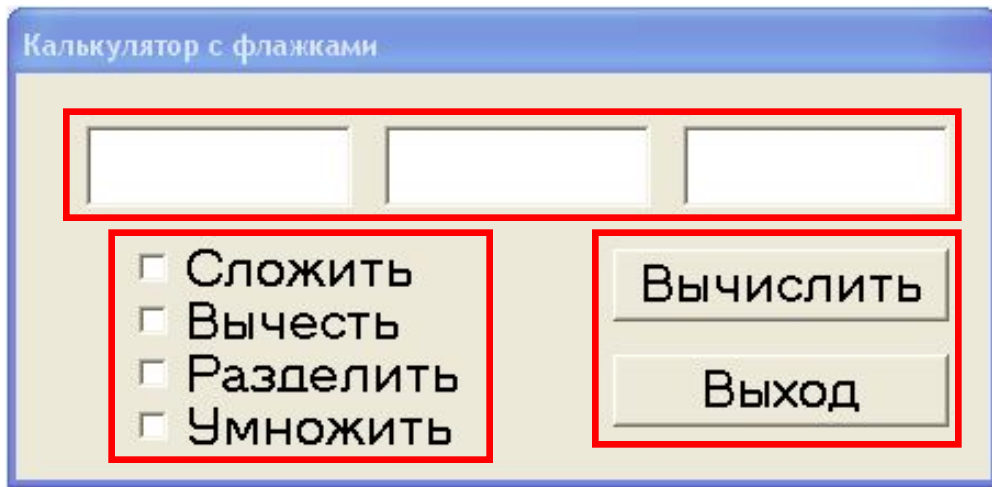 Калькулятор с флажками
Сложить
Вычесть
Разделить
Умножить
Вычислить
Выход